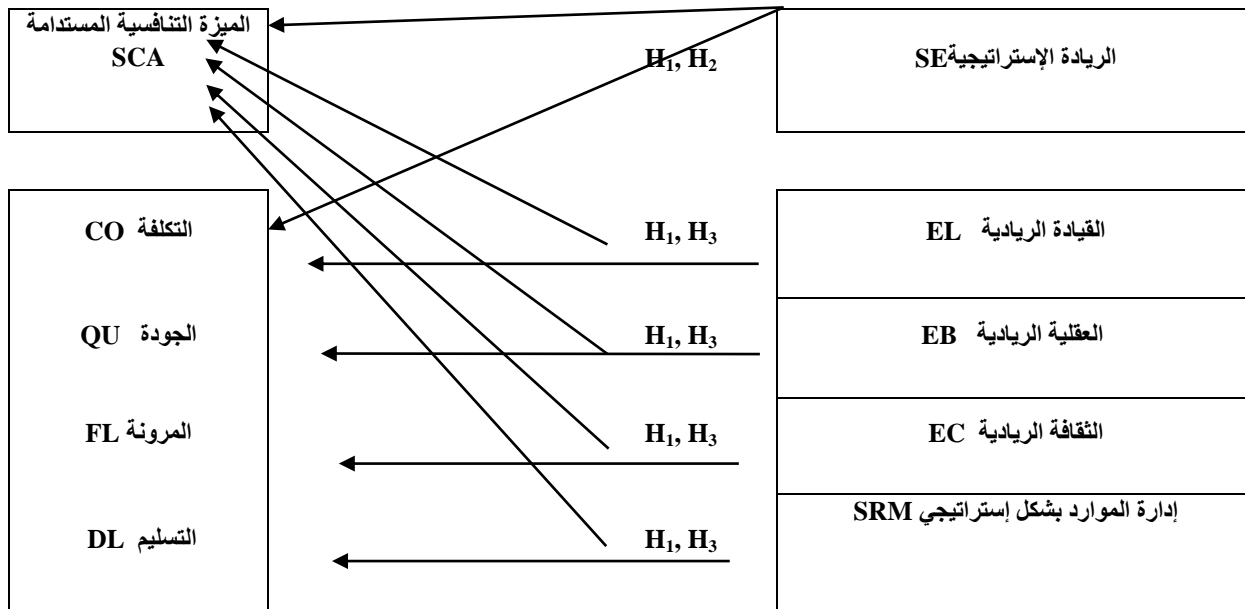 الريادة الإستراتيجيةSE
H1, H2
الميزة التنافسية المستدامة
SCA
القيادة الريادية EL
H1, H3
التكلفة CO
العقلية الريادية EB
H1, H3
الجودة QU
الثقافة الريادية EC
H1, H3
المرونة FL
إدارة الموارد بشكل إستراتيجي SRM
H1, H3
التسليم DL